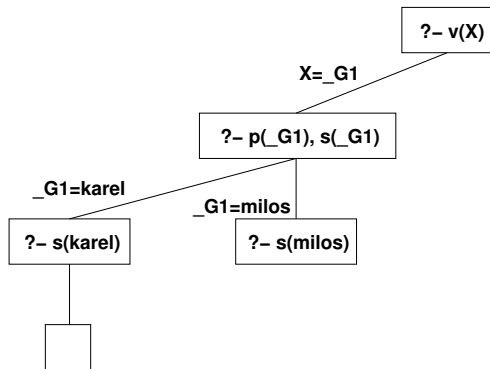 ?– v(X)
X=_G1
?– p(_G1), s(_G1)
_G1=karel
_G1=milos
?– s(karel)
?– s(milos)